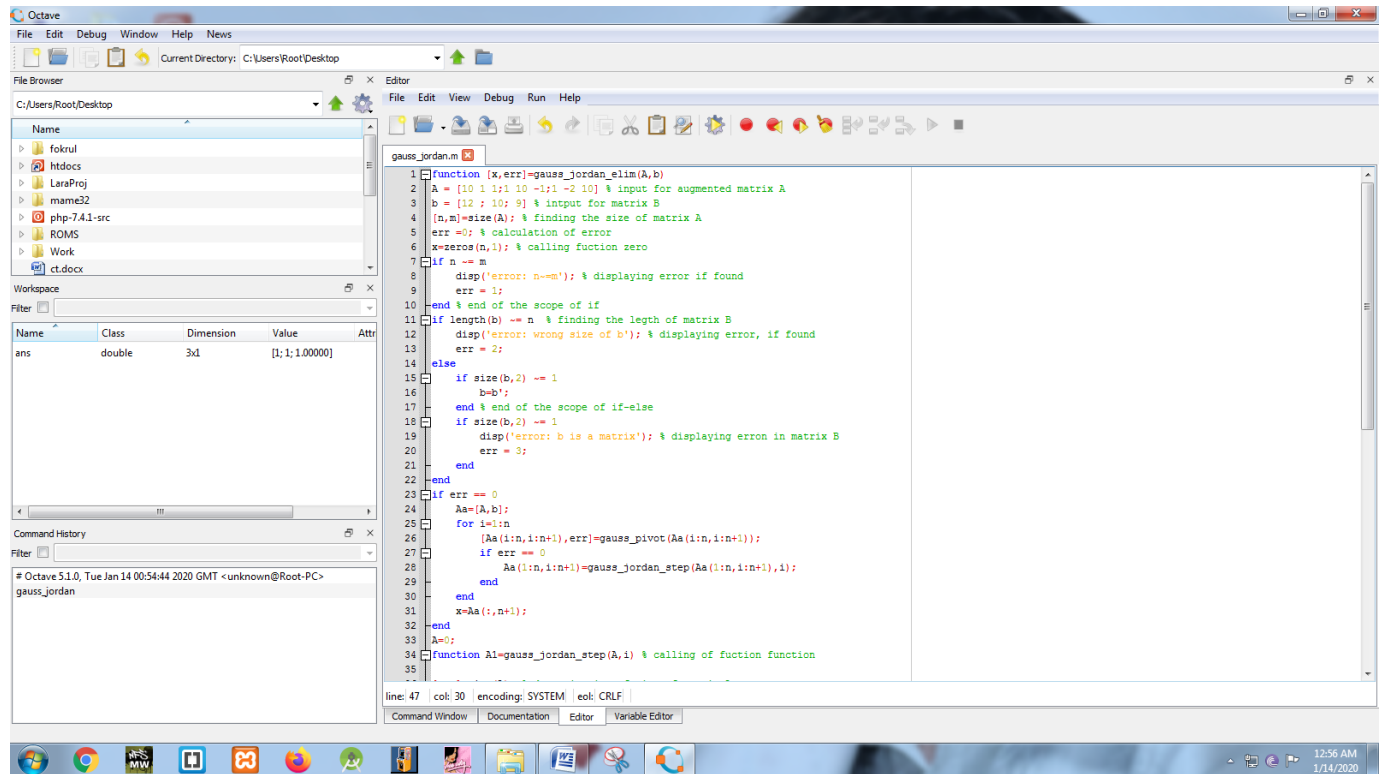 Octave
File Edit Debug Window Help News
Current Directory: C:\Users\Root\Desktop
File Browser
C:/Users/Root/Desktop
Name
fokrul
htdocs
LaraProj
mame32
php-7.4.1-src
ROMS
Work
ct.docx
Workspace
Filter
Name Class Dimension Value Attr
ans double 3x1 [1; 1; 1.00000]
Command History
Filter
# Octave 5.1.0, Tue Jan 14 00:54:44 2020 GMT <unknown@Root-PC>
gauss_jordan
Editor
File Edit View Debug Run Help
gauss_jordan.m
1 function [x,err]=gauss_jordan_elim(A,b)
2 A = [10 1 1;1 10 -1;1 -2 10] % input for augmented matrix A
3 b = [12 ; 10; 9] % intput for matrix B
4 [n,m]=size(A); % finding the size of matrix A
5 err =0; % calculation of error
6 x=zeros(n,1); % calling fuction zero
7 if n ~= m
8 disp('error: n~=m'); % displaying error if found
9 err = 1;
10 end % end of the scope of if
11 if length(b) ~= n % finding the legth of matrix B
12 disp('error: wrong size of b'); % displaying error, if found
13 err = 2;
14 else
15 if size(b,2) ~= 1
16 b=b';
17 end % end of the scope of if-else
18 if size(b,2) ~= 1
19 disp('error: b is a matrix'); % displaying erron in matrix B
20 err = 3;
21 end
22 end
23 if err == 0
24 Aa=[A,b];
25 for i=1:n
26 [Aa(i:n,i:n+1),err]=gauss_pivot(Aa(i:n,i:n+1));
27 if err == 0
28 Aa(1:n,i:n+1)=gauss_jordan_step(Aa(1:n,i:n+1),i);
29 end
30 end
31 x=Aa(:,n+1);
32 end
33 A=0;
34 function A1=gauss_jordan_step(A,i) % calling of fuction function
35
line: 47 col: 30 encoding: SYSTEM eol: CRLF
Command Window Documentation Editor Variable Editor
NFS
MW
12:56 AM
1/14/2020